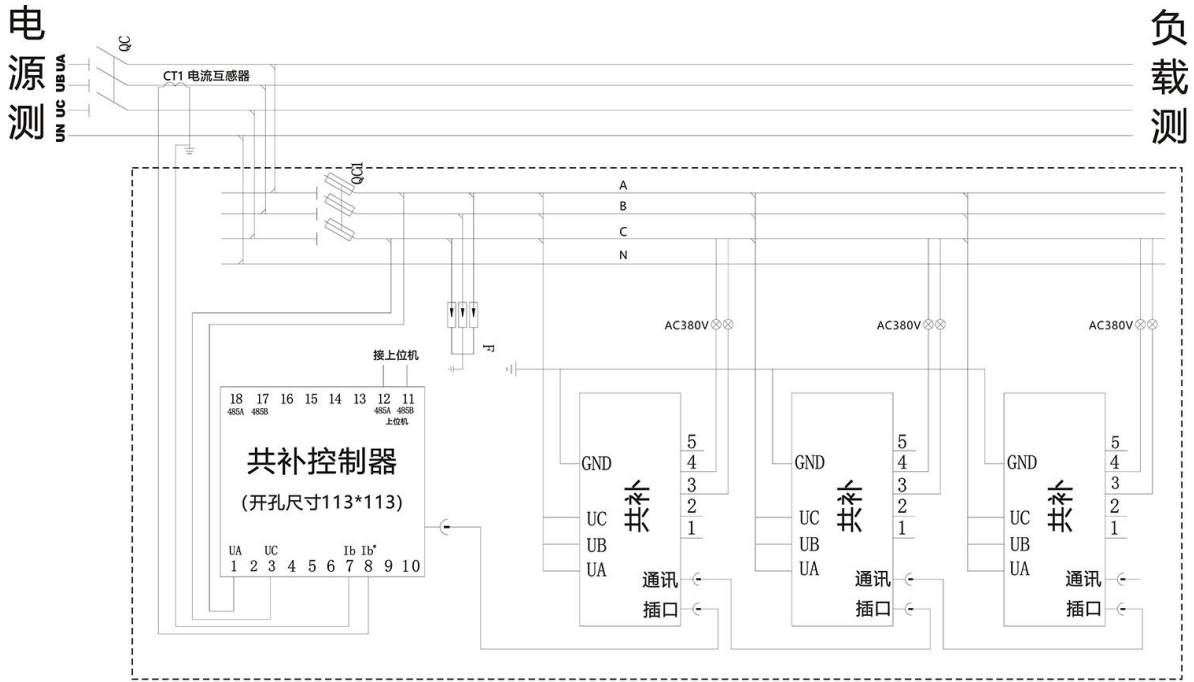 电源测
负载测
QC
UA
UB
UC
UN
CT1 电流互感器
QC1
A
B
C
N
AC380V
AC380V
AC380V
F
接上位机
18 17 16 15 14 13 12 11
485A 485B 485A 485B
上位机
共补控制器
(开孔尺寸113*113)
UA UC Ib Ib*
1 2 3 4 5 6 7 8 9 10
GND
UC
UB
UA
共补
5
4
3
2
1
通讯
插口
GND
UC
UB
UA
共补
5
4
3
2
1
通讯
插口
GND
UC
UB
UA
共补
5
4
3
2
1
通讯
插口